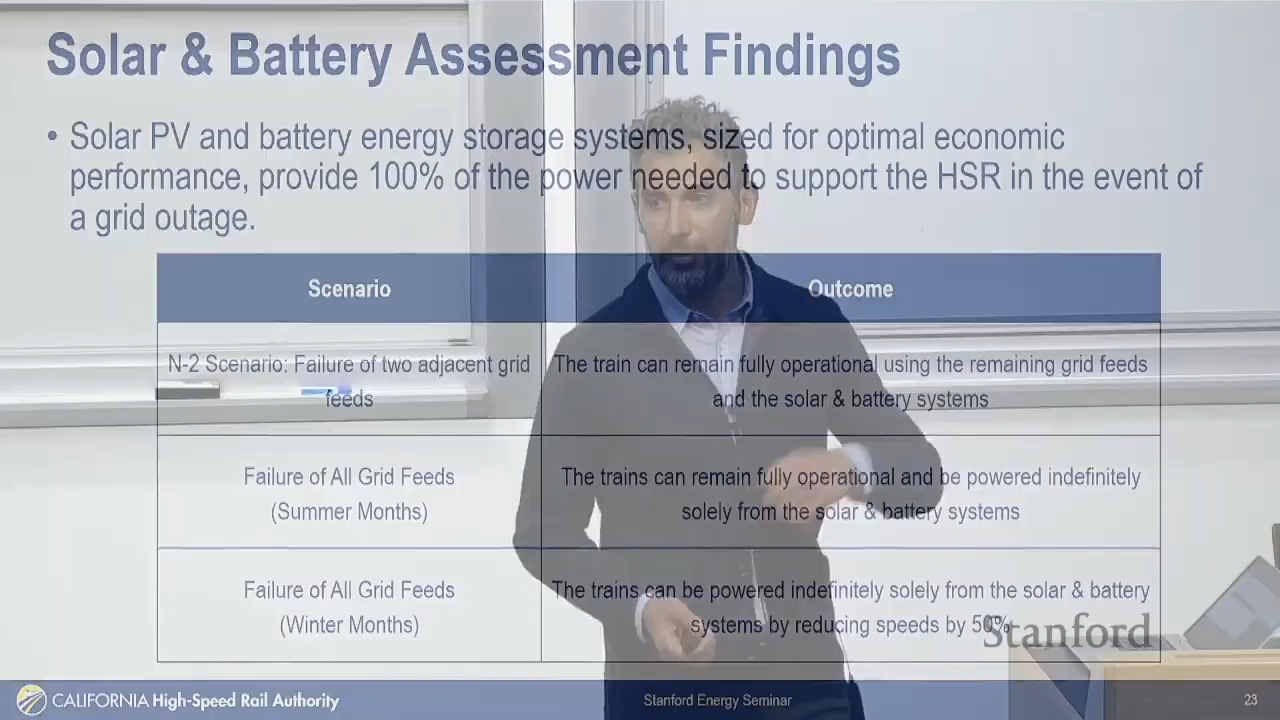 Solar & Battery Assessment Findings
• Solar PV and battery energy storage systems, sized for optimal economic
performance, provide 100% of the power needed to support the HSR in the event of
a grid outage.
Scenario
Outcome
N-2 Scenario: Failure of two adjacent grid
feeds
The train can remain fully operational using the remaining grid feeds
and the solar & battery systems
Failure of All Grid Feeds
(Summer Months)
The trains can remain fully operational and be powered indefinitely
solely from the solar & battery systems
Failure of All Grid Feeds
(Winter Months)
The trains can be powered indefinitely solely from the solar & battery
systems by reducing speeds by 50%
Stanford
CALIFORNIA High-Speed Rail Authority
Stanford Energy Seminar
23